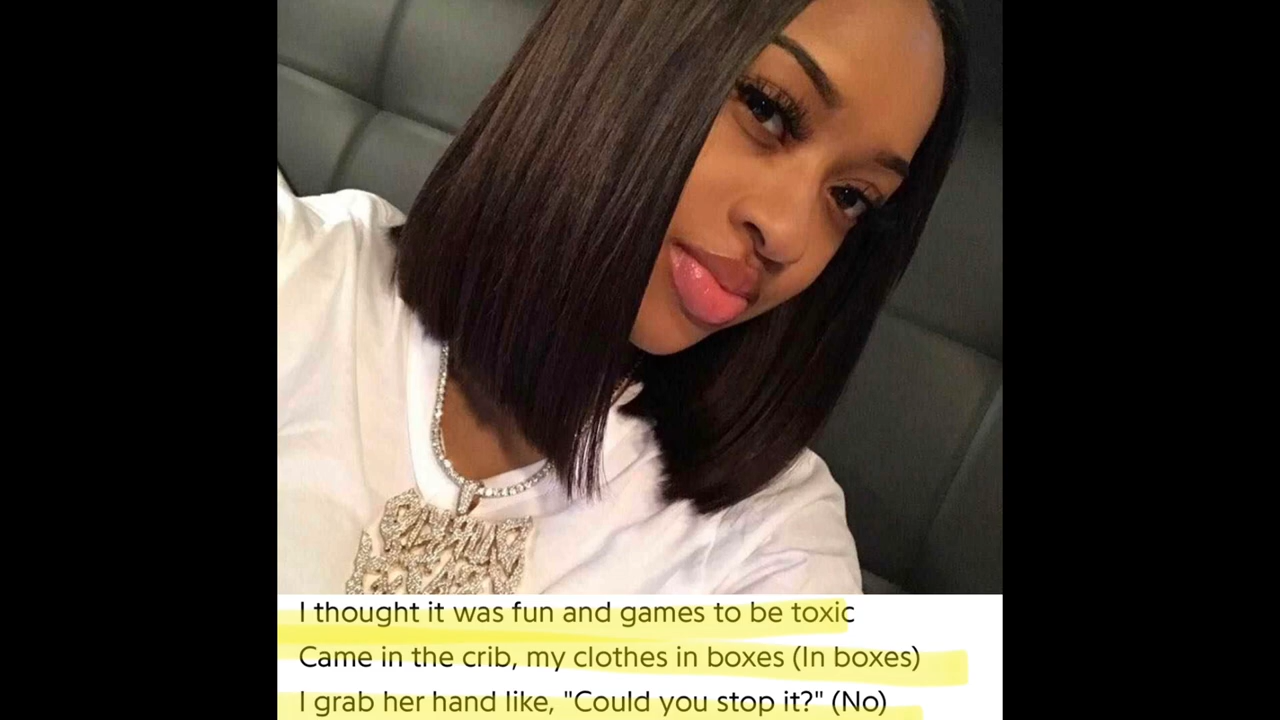 I thought it was fun and games to be toxic
Came in the crib, my clothes in boxes (In boxes)
I grab her hand like, "Could you stop it?" (No)